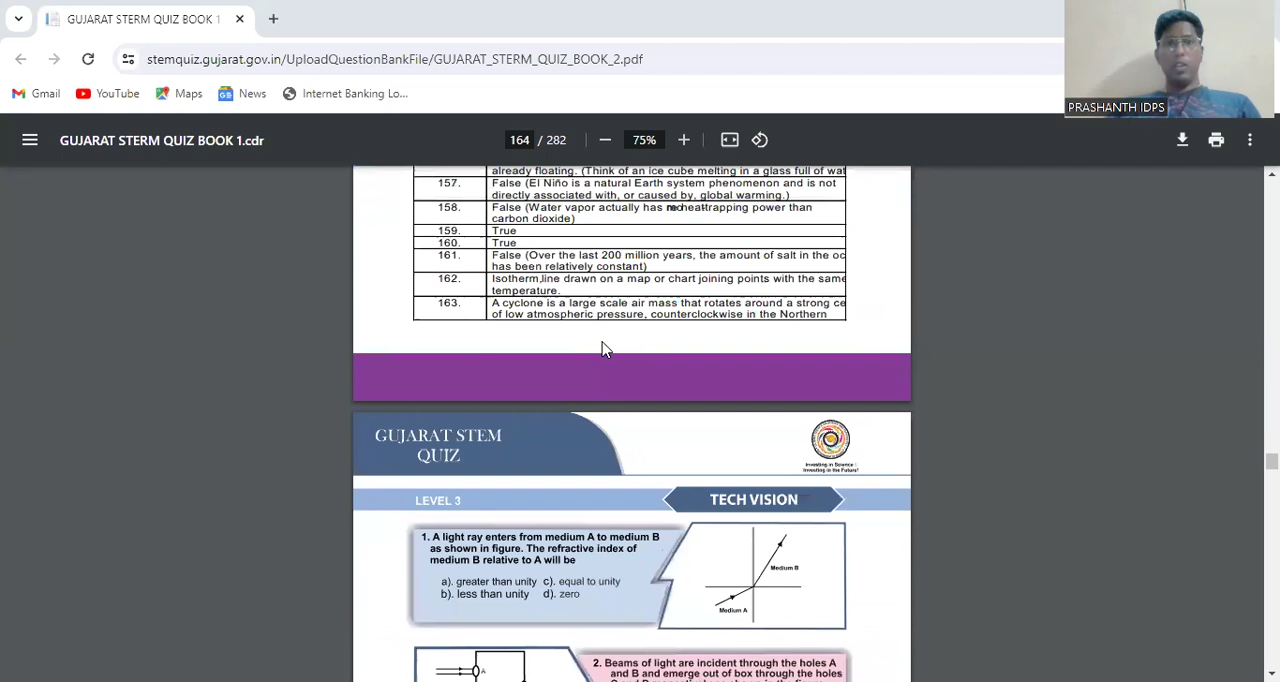 GUJARAT STERM QUIZ BOOK 1
stemquiz.gujarat.gov.in/UploadQuestionBankFile/GUJARAT_STERM_QUIZ_BOOK_2.pdf
Gmail YouTube Maps News Internet Banking Lo...
PRASHANTH IDPS
GUJARAT STERM QUIZ BOOK 1.cdr 164 / 282 75%
already floating. (Think of an ice cube melting in a glass full of wat
157. False (El Niño is a natural Earth system phenomenon and is not
directly associated with, or caused by, global warming.)
158. False (Water vapor actually has heat-trapping power than
carbon dioxide)
159. True
160. True
161. False (Over the last 200 million years, the amount of salt in the oc
has been relatively constant)
162. Isotherm,line drawn on a map or chart joining points with the same
temperature.
163. A cyclone is a large scale air mass that rotates around a strong ce
of low atmospheric pressure, counterclockwise in the Northern
GUJARAT STEM
QUIZ
Investing in Science :
Investing in the Future!
LEVEL 3 TECH VISION
1. A light ray enters from medium A to medium B
as shown in figure. The refractive index of
medium B relative to A will be
a). greater than unity c). equal to unity
b). less than unity d). zero
Medium B
Medium A
2. Beams of light are incident through the holes A
and B and emerge out of box through the holes
A